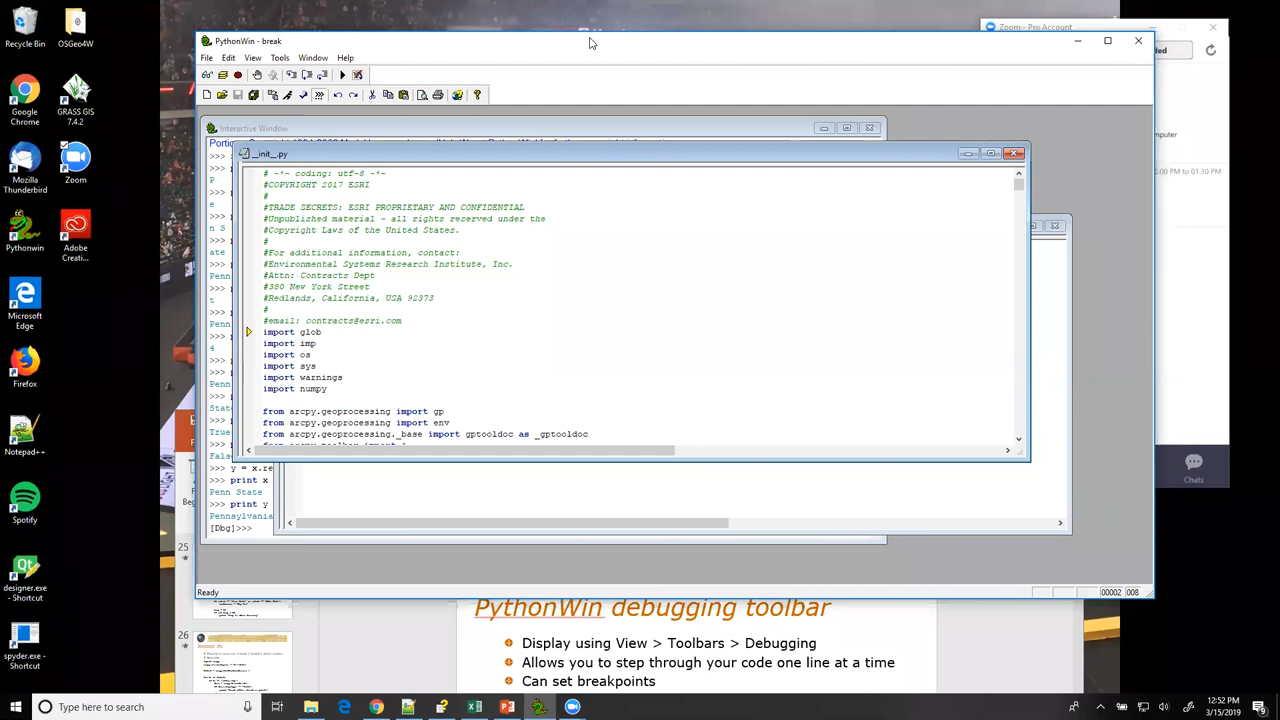 Recycle Bin
OSGeo4W
Google Chrome
GRASS GIS 7.4.2
Mozilla Thunderbird
Zoom
Pythonwin
Adobe Creati...
Microsoft Edge
Firefox
Notepad++
Spotify
designer.exe - Shortcut
spyder.exe - Shortcut
Zoom - Pro Account
PythonWin - break
File Edit View Tools Window Help
Interactive Window
__init__.py
# -*- coding: utf-8 -*-
#COPYRIGHT 2017 ESRI
#
#TRADE SECRETS: ESRI PROPRIETARY AND CONFIDENTIAL
#Unpublished material - all rights reserved under the
#Copyright Laws of the United States.
#
#For additional information, contact:
#Environmental Systems Research Institute, Inc.
#Attn: Contracts Dept
#380 New York Street
#Redlands, California, USA 92373
#
#email: contracts@esri.com
import glob
import imp
import os
import sys
import warnings
import numpy
from arcpy.geoprocessing import gp
from arcpy.geoprocessing import env
from arcpy.geoprocessing._base import gptooldoc as _gptooldoc
>>> y = x.re
>>> print x
Penn State
>>> print y
Pennsylvania
[Dbg]>>>
Ready
00002 008
mputer
PM to 01:30 PM
Chats
25
26
PythonWin debugging toolbar
Display using View > Toolbars > Debugging
Allows you to step through your code one line at a time
Can set breakpoints
Type here to search
12:52 PM
3/15/2019